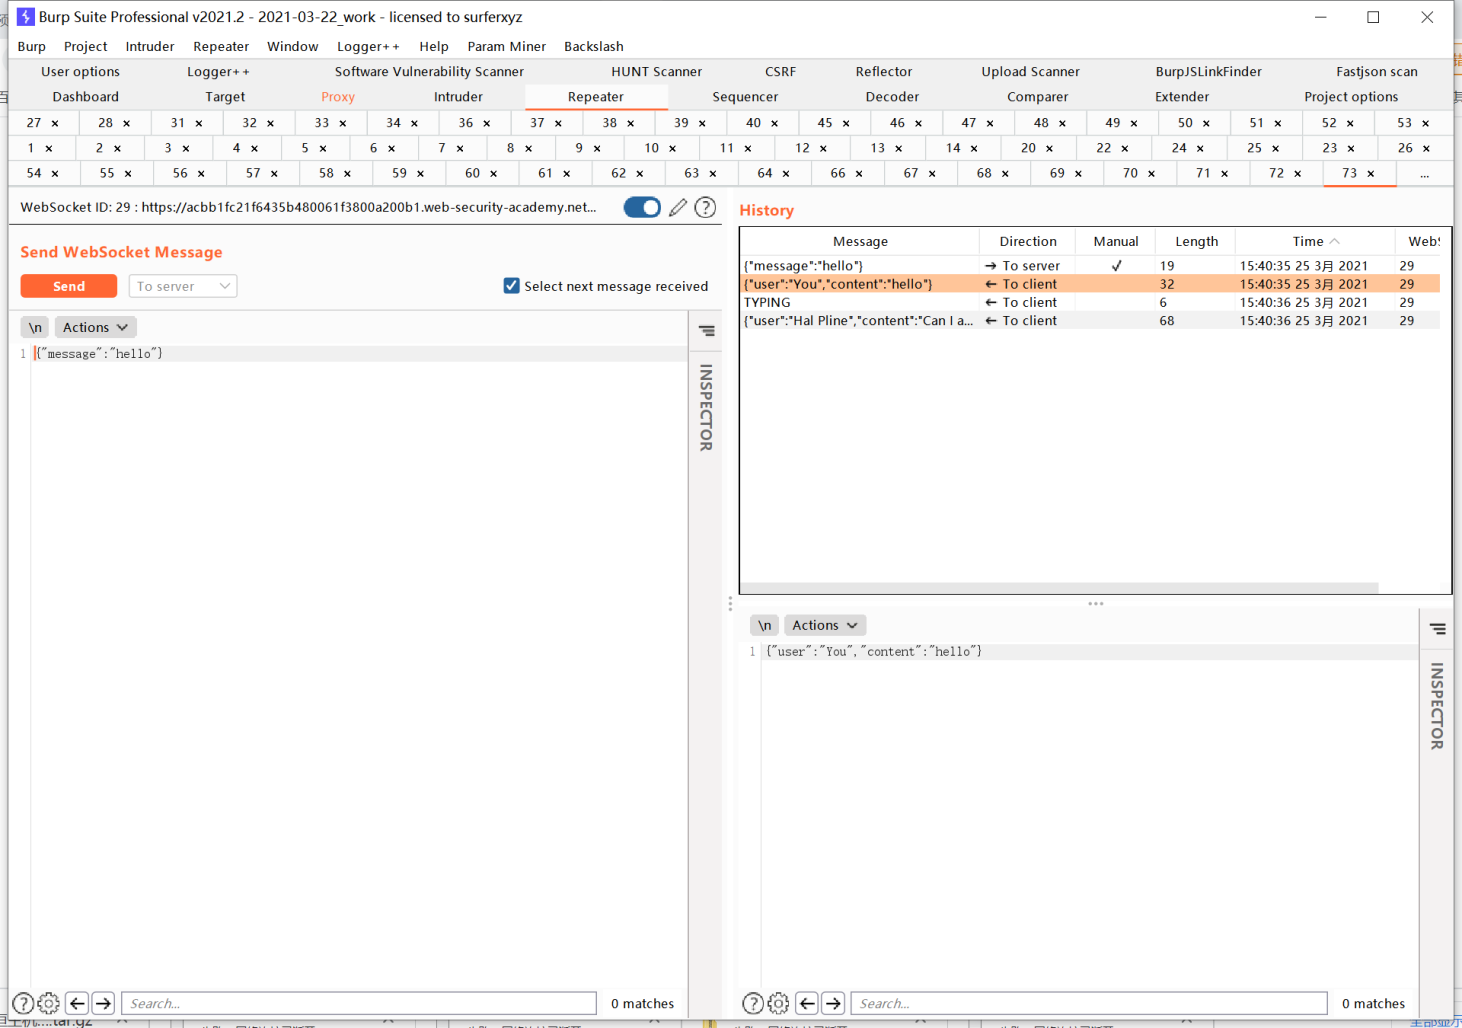 Burp Suite Professional v2021.2 - 2021-03-22_work - licensed to surferxyz
Burp Project Intruder Repeater Window Logger++ Help Param Miner Backslash
User options Logger++ Software Vulnerability Scanner HUNT Scanner CSRF Reflector Upload Scanner BurpJSLinkFinder Fastjson scan
Dashboard Target Proxy Intruder Repeater Sequencer Decoder Comparer Extender Project options
27 × 28 × 31 × 32 × 33 × 34 × 36 × 37 × 38 × 39 × 40 × 45 × 46 × 47 × 48 × 49 × 50 × 51 × 52 × 53 ×
1 × 2 × 3 × 4 × 5 × 6 × 7 × 8 × 9 × 10 × 11 × 12 × 13 × 14 × 20 × 22 × 24 × 25 × 23 × 26 ×
54 × 55 × 56 × 57 × 58 × 59 × 60 × 61 × 62 × 63 × 64 × 66 × 67 × 68 × 69 × 70 × 71 × 72 × 73 × ...
WebSocket ID: 29 : https://acbb1fc21f6435b480061f3800a200b1.web-security-academy.net...
Send WebSocket Message
Send To server Select next message received
\n Actions
1 {"message":"hello"}
INSPECTOR
0 matches
Search...
History
Message Direction Manual Length Time WebS
{"message":"hello"} → To server ✓ 19 15:40:35 25 3月 2021 29
{"user":"You","content":"hello"} ← To client 32 15:40:35 25 3月 2021 29
TYPING ← To client 6 15:40:36 25 3月 2021 29
{"user":"Hal Pline","content":"Can I a... ← To client 68 15:40:36 25 3月 2021 29
\n Actions
1 {"user":"You","content":"hello"}
INSPECTOR
Search...
0 matches